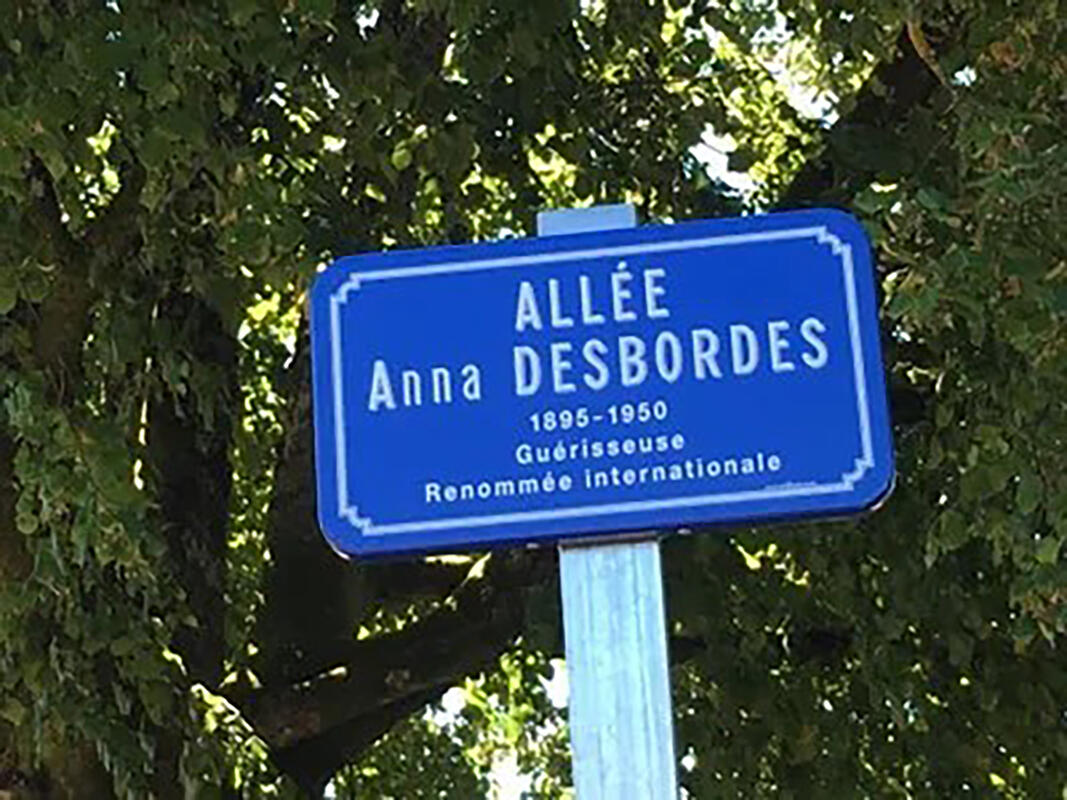 ALLÉE
Anna DESBORDES
1895-1950
Guérisseuse
Renommée internationale